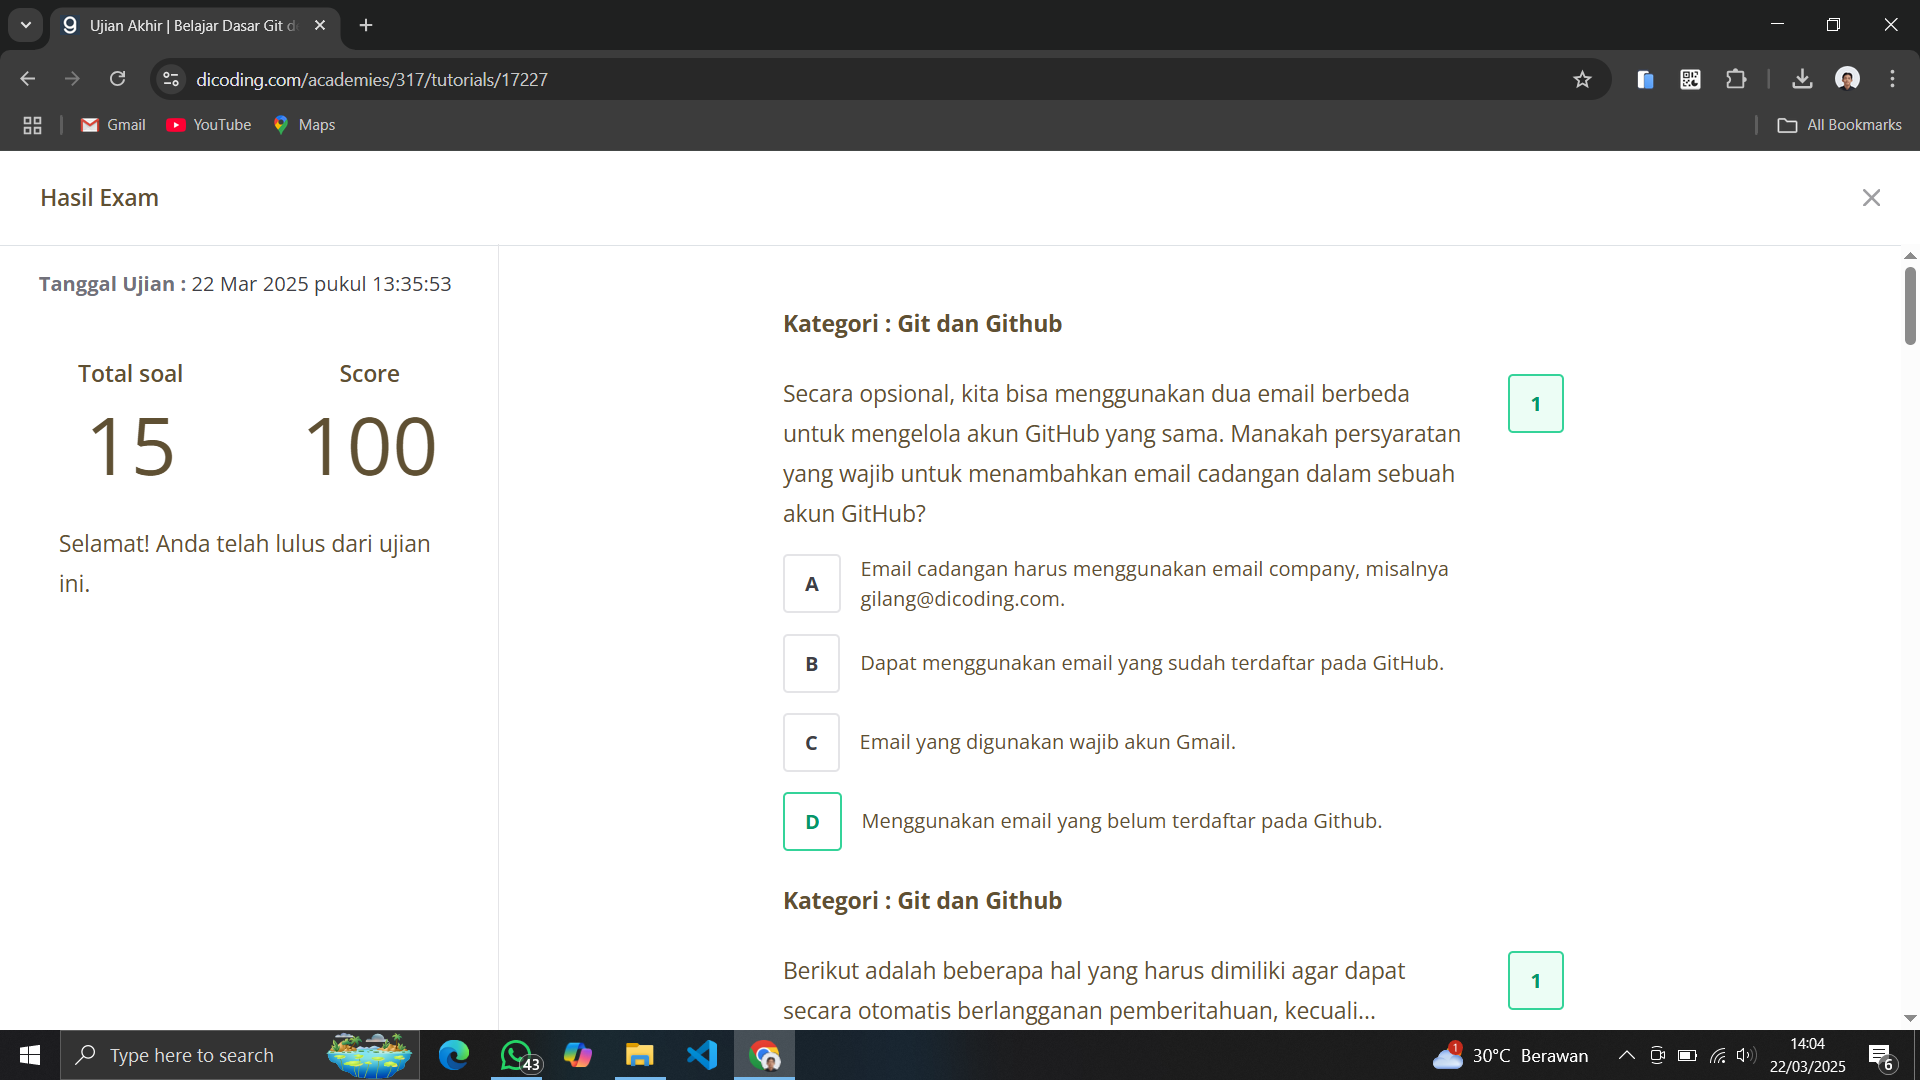 Ujian Akhir | Belajar Dasar Git d
dicoding.com/academies/317/tutorials/17227
Gmail
YouTube
Maps
All Bookmarks
Hasil Exam
Tanggal Ujian : 22 Mar 2025 pukul 13:35:53
Total soal
Score
15
100
Selamat! Anda telah lulus dari ujian
ini.
Kategori : Git dan Github
Secara opsional, kita bisa menggunakan dua email berbeda
untuk mengelola akun GitHub yang sama. Manakah persyaratan
yang wajib untuk menambahkan email cadangan dalam sebuah
akun GitHub?
1
A
Email cadangan harus menggunakan email company, misalnya
gilang@dicoding.com.
B
Dapat menggunakan email yang sudah terdaftar pada GitHub.
C
Email yang digunakan wajib akun Gmail.
D
Menggunakan email yang belum terdaftar pada Github.
Kategori : Git dan Github
Berikut adalah beberapa hal yang harus dimiliki agar dapat
secara otomatis berlangganan pemberitahuan, kecuali...
1
Type here to search
43
1
30°C Berawan
14:04
22/03/2025
6